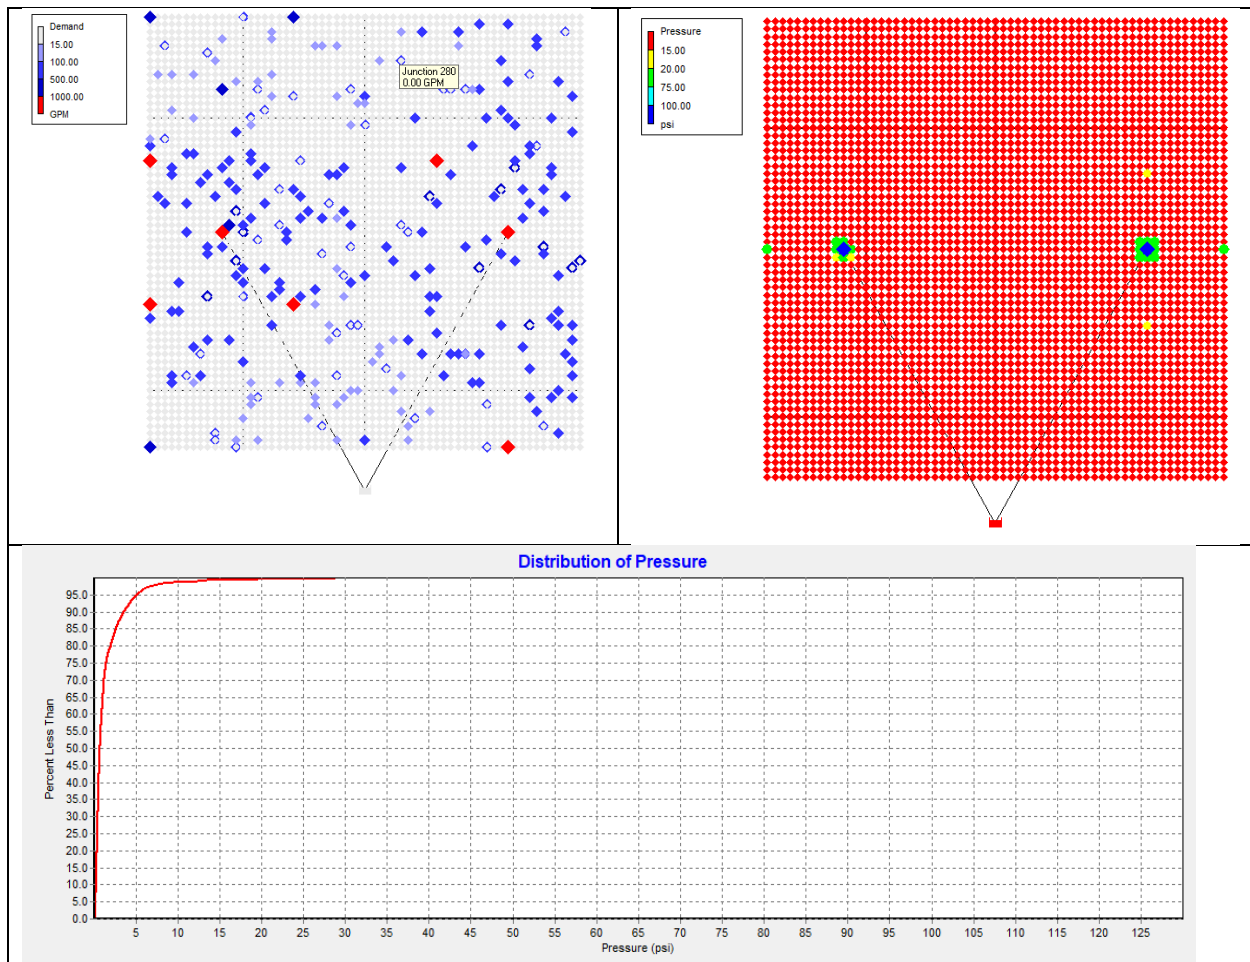 Demand
15.00
100.00
500.00
1000.00
GPM
Junction 280
0.00 GPM
Pressure
15.00
20.00
75.00
100.00
psi
Distribution of Pressure
95.0
90.0
85.0
80.0
75.0
70.0
65.0
60.0
55.0
50.0
45.0
40.0
35.0
30.0
25.0
20.0
15.0
10.0
5.0
0.0
Percent Less Than
5 10 15 20 25 30 35 40 45 50 55 60 65 70 75 80 85 90 95 100 105 110 115 120 125
Pressure (psi)